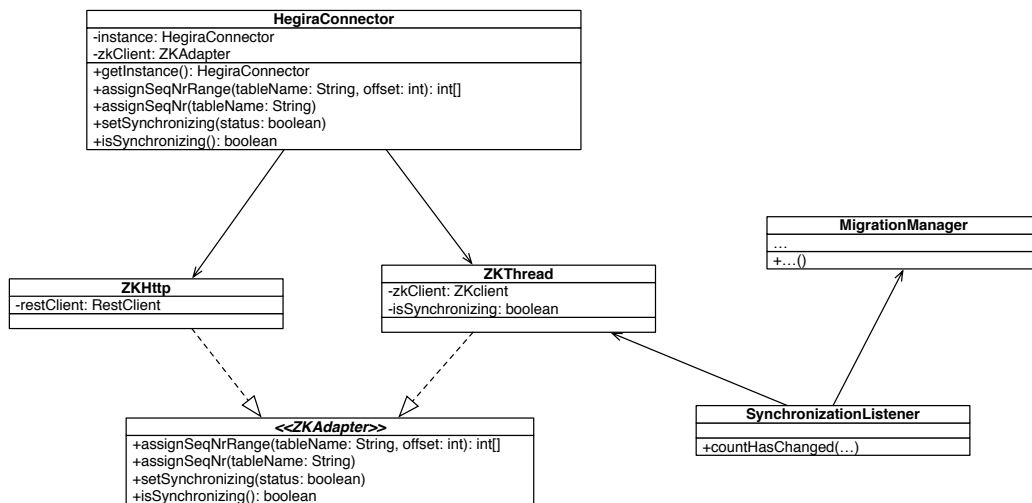 HegiraConnector
-instance: HegiraConnector
-zkClient: ZKAdapter
+getInstance(): HegiraConnector
+assignSeqNrRange(tableName: String, offset: int): int[]
+assignSeqNr(tableName: String)
+setSynchronizing(status: boolean)
+isSynchronizing(): boolean
MigrationManager
...
+...()
ZKHttp
-restClient: RestClient
ZKThread
-zkClient: ZKclient
-isSynchronizing: boolean
SynchronizationListener
+countHasChanged(...)
<<ZKAdapter>>
+assignSeqNrRange(tableName: String, offset: int): int[]
+assignSeqNr(tableName: String)
+setSynchronizing(status: boolean)
+isSynchronizing(): boolean